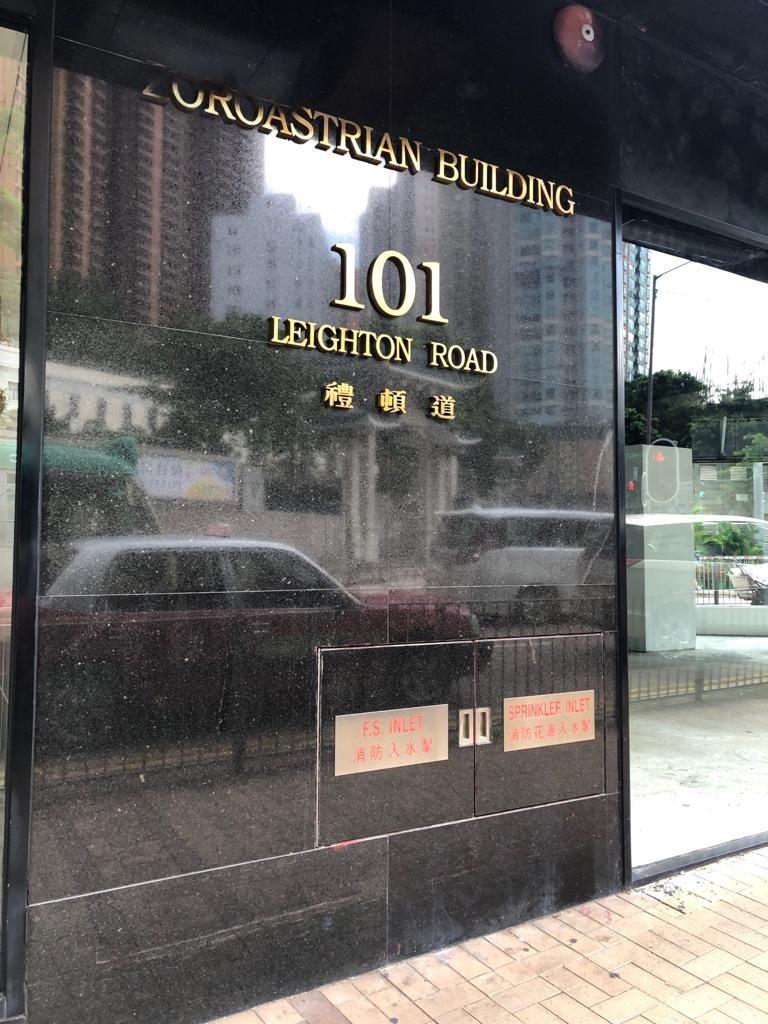 ZOROASTRIAN BUILDING
101
LEIGHTON ROAD
禮頓道
F.S. INLET
消防入水掣
SPRINKLER INLET
消防花灑入水掣